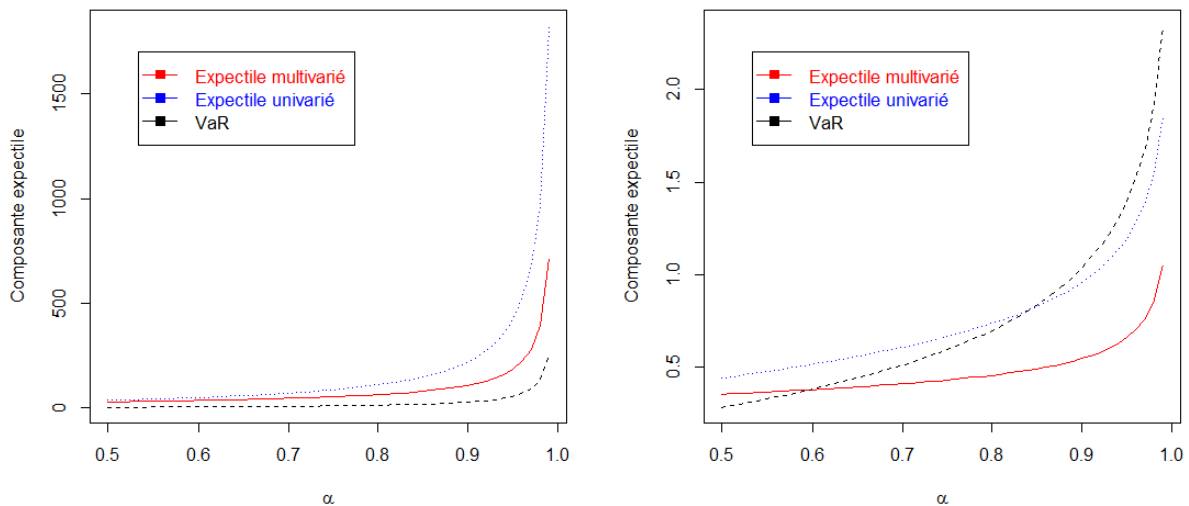 Composante expectile
1500
1000
500
0
Expectile multivarié
Expectile univarié
VaR
0.5
0.6
0.7
0.8
0.9
1.0
α
Composante expectile
2.0
1.5
1.0
0.5
Expectile multivarié
Expectile univarié
VaR
0.5
0.6
0.7
0.8
0.9
1.0
α